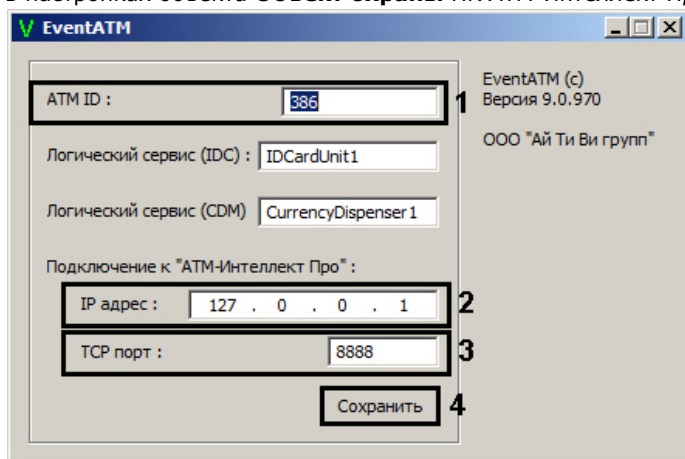 EventATM
ATM ID : 386 1
EventATM (c)
Версия 9.0.970
ООО "Ай Ти Ви групп"
Логический сервис (IDC) : IDCardUnit1
Логический сервис (CDM) CurrencyDispenser1
Подключение к "АТМ-Интеллект Про" :
IP адрес : 127 . 0 . 0 . 1 2
TCP порт : 8888 3
Сохранить 4